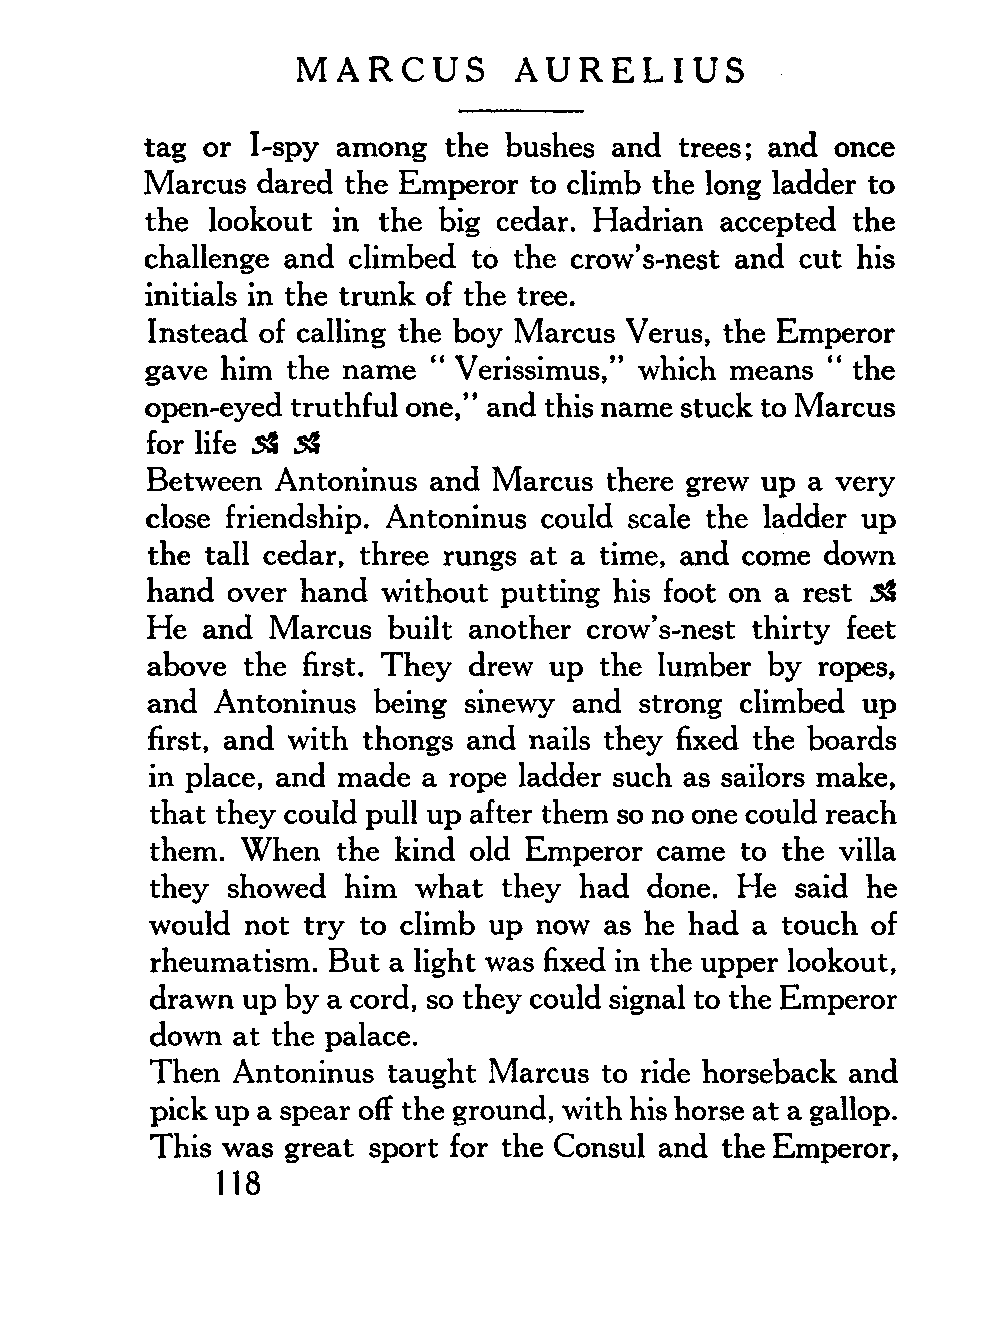 MARCUS AURELIUS
tag or I-spy among the bushes and trees; and once
Marcus dared the Emperor to climb the long ladder to
the lookout in the big cedar. Hadrian accepted the
challenge and climbed to the crow's-nest and cut his
initials in the trunk of the tree.
Instead of calling the boy Marcus Verus, the Emperor
gave him the name " Verissimus," which means " the
open-eyed truthful one," and this name stuck to Marcus
for life
Between Antoninus and Marcus there grew up a very
close friendship. Antoninus could scale the ladder up
the tall cedar, three rungs at a time, and come down
hand over hand without putting his foot on a rest
He and Marcus built another crow's-nest thirty feet
above the first. They drew up the lumber by ropes,
and Antoninus being sinewy and strong climbed up
first, and with thongs and nails they fixed the boards
in place, and made a rope ladder such as sailors make,
that they could pull up after them so no one could reach
them. When the kind old Emperor came to the villa
they showed him what they had done. He said he
would not try to climb up now as he had a touch of
rheumatism. But a light was fixed in the upper lookout,
drawn up by a cord, so they could signal to the Emperor
down at the palace.
Then Antoninus taught Marcus to ride horseback and
pick up a spear off the ground, with his horse at a gallop.
This was great sport for the Consul and the Emperor,
118